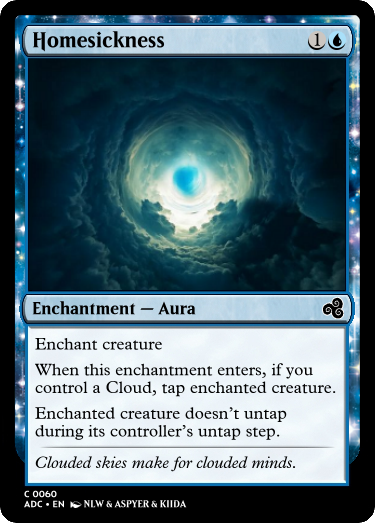 Homesickness 1
Enchantment — Aura
Enchant creature
When this enchantment enters, if you
control a Cloud, tap enchanted creature.
Enchanted creature doesn't untap
during its controller's untap step.
Clouded skies make for clouded minds.
C 0060
ADC • EN NLW & ASPYER & KIIDA